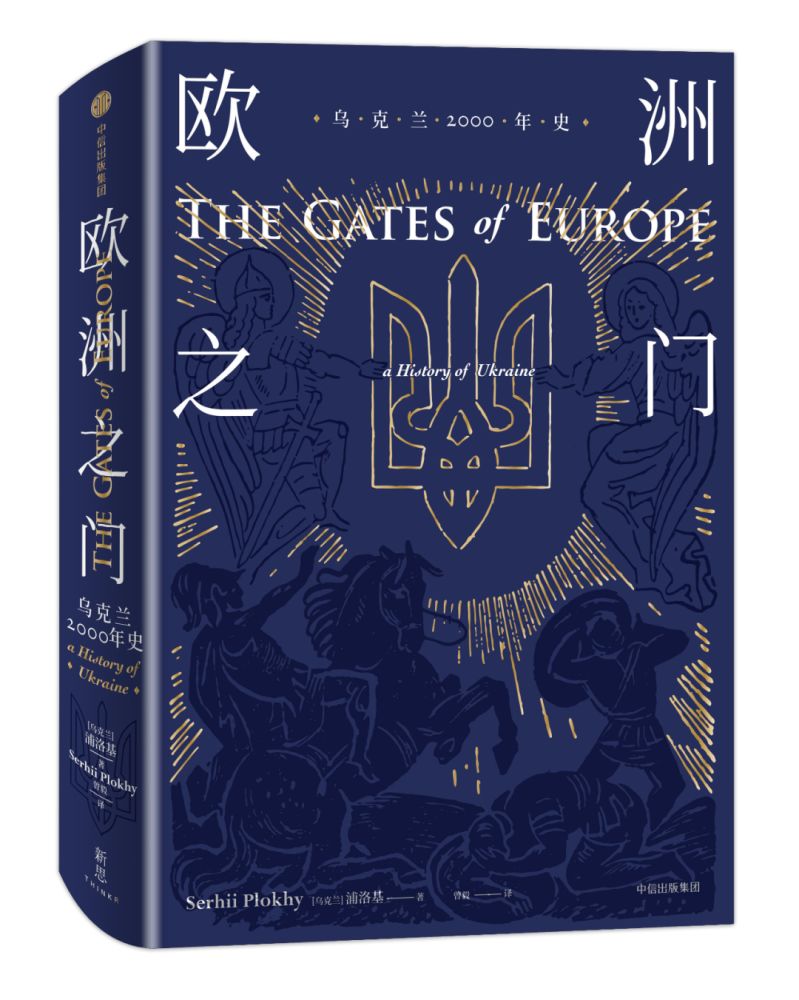 欧洲
乌·克·兰·2000·年·史
THE GATES of EUROPE
之门
a History of Ukraine
Serhii Plokhy [乌克兰]浦洛基——著 曾毅——译
中信出版集团
中信出版集团
欧洲之门
THE GATES of EUROPE
乌克兰
2000年史
a History of
Ukraine
[乌克兰]
浦洛基
著
Serhii Plokhy
曾毅
译
新思
THINKR